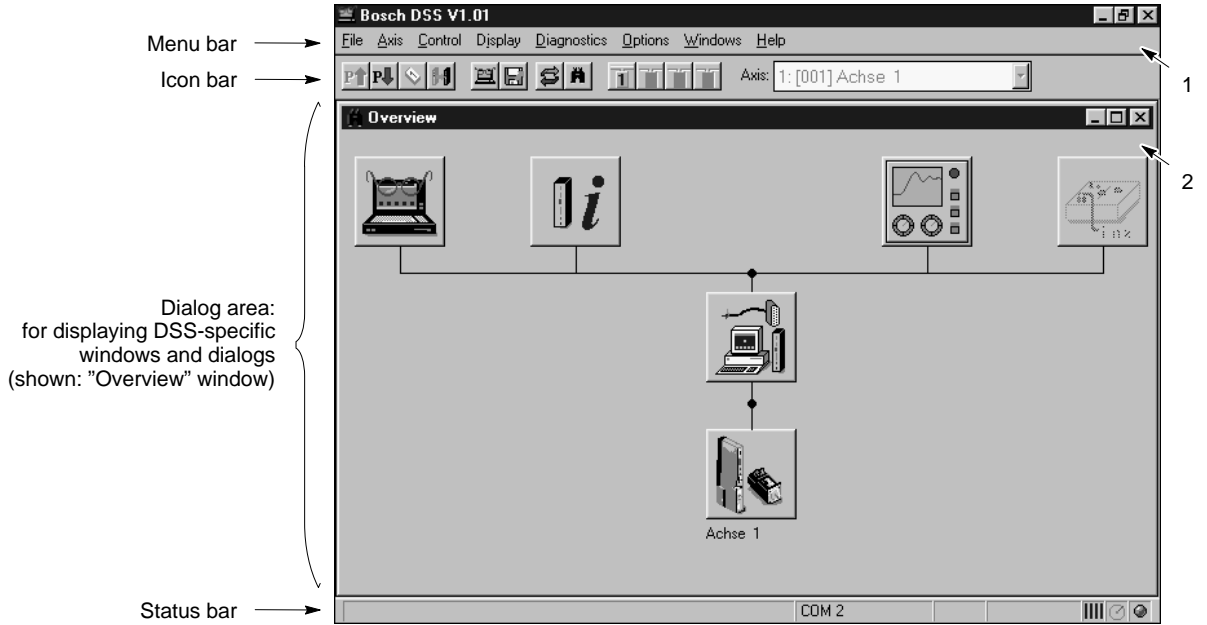 Bosch DSS V1.01
Menu bar
File Axis Control Display Diagnostics Options Windows Help
1
Icon bar
P P 1 Axis: 1: [001] Achse 1
Overview
2
i
i n x
Dialog area:
for displaying DSS-specific
windows and dialogs
(shown: ”Overview” window)
Achse 1
Status bar
COM 2